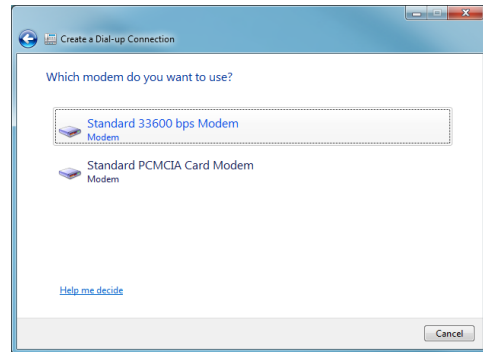 Create a Dial-up Connection
Which modem do you want to use?
Standard 33600 bps Modem
Modem
Standard PCMCIA Card Modem
Modem
Help me decide
Cancel